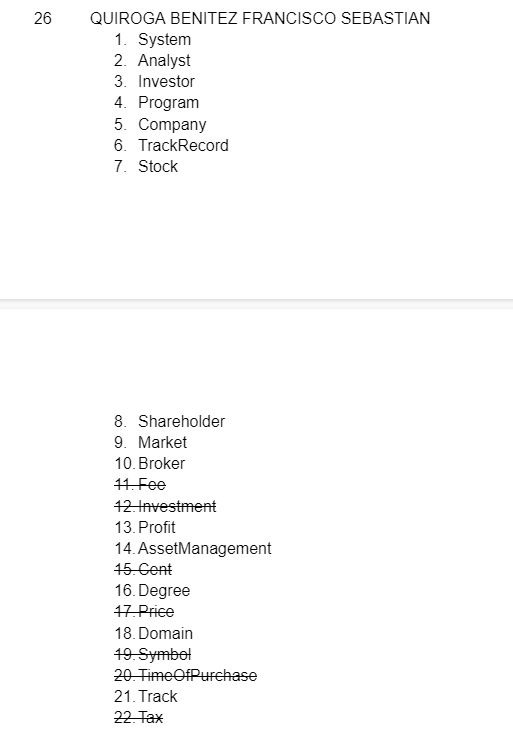 26 QUIROGA BENITEZ FRANCISCO SEBASTIAN
1. System
2. Analyst
3. Investor
4. Program
5. Company
6. TrackRecord
7. Stock
8. Shareholder
9. Market
10. Broker
11. Fee
12. Investment
13. Profit
14. AssetManagement
15. Cent
16. Degree
17. Price
18. Domain
19. Symbol
20. TimeOfPurchase
21. Track
22. Tax